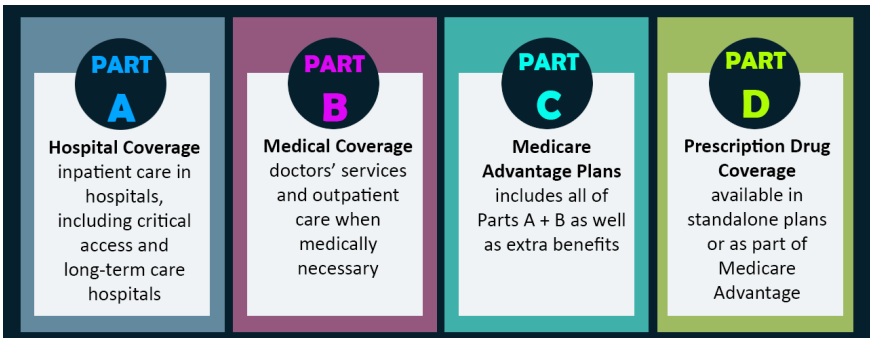 PART
A
Hospital Coverage
inpatient care in
hospitals,
including critical
access and
long-term care
hospitals
PART
B
Medical Coverage
doctors’ services
and outpatient
care when
medically
necessary
PART
C
Medicare
Advantage Plans
includes all of
Parts A + B as well
as extra benefits
PART
D
Prescription Drug
Coverage
available in
standalone plans
or as part of
Medicare
Advantage